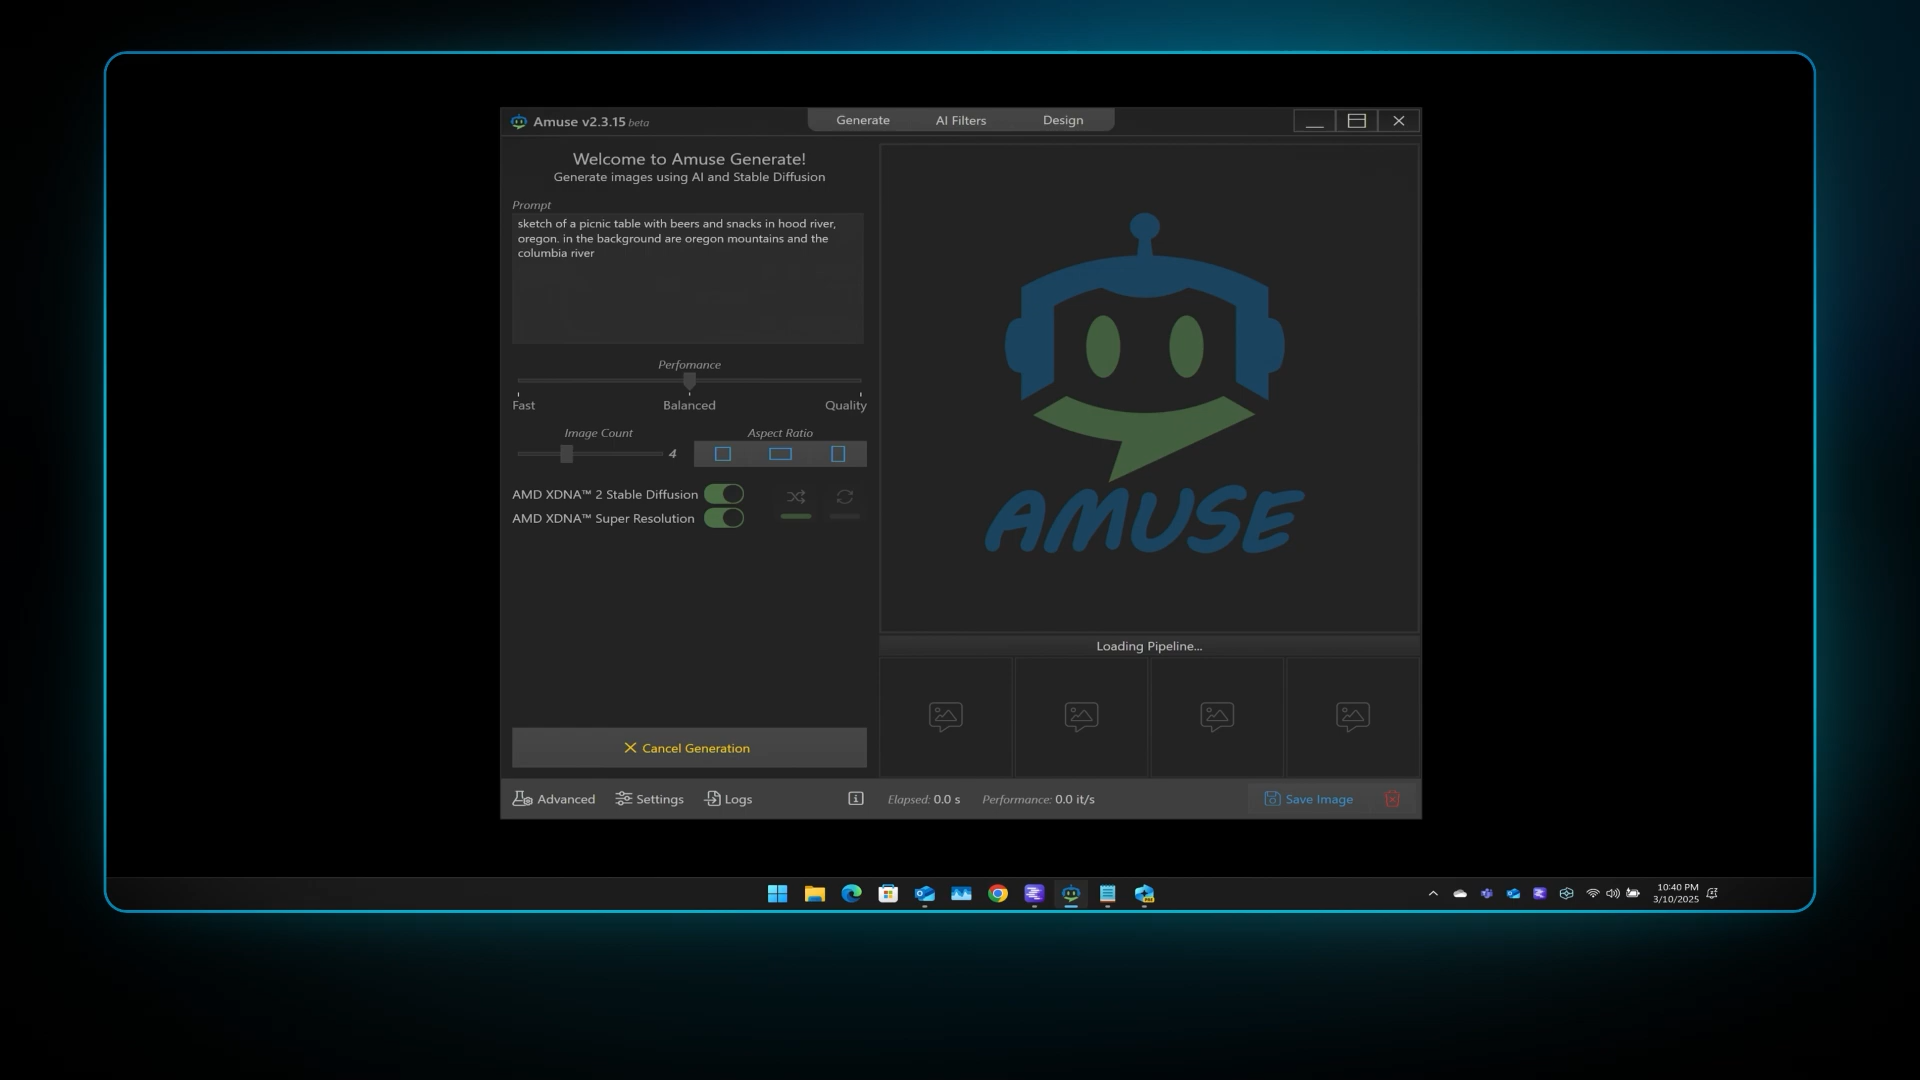 Amuse v2.3.15 beta
Generate
AI Filters
Design
Welcome to Amuse Generate!
Generate images using AI and Stable Diffusion
Prompt
sketch of a picnic table with beers and snacks in hood river,
oregon. in the background are oregon mountains and the
columbia river
Perfomance
Fast
Balanced
Quality
Image Count
4
Aspect Ratio
AMD XDNA™ 2 Stable Diffusion
AMD XDNA™ Super Resolution
Cancel Generation
AMUSE
Loading Pipeline...
Advanced
Settings
Logs
Elapsed: 0.0 s
Performance: 0.0 it/s
Save Image
10:40 PM
3/10/2025